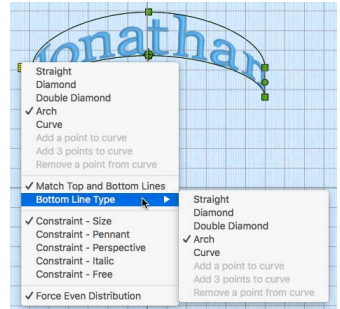 Jonathan
Straight
Diamond
Double Diamond
✓ Arch
Curve
Add a point to curve
Add 3 points to curve
Remove a point from curve
✓ Match Top and Bottom Lines
Bottom Line Type
Straight
Diamond
Double Diamond
✓ Arch
Curve
Add a point to curve
Add 3 points to curve
Remove a point from curve
✓ Constraint - Size
Constraint - Pennant
Constraint - Perspective
Constraint - Italic
Constraint - Free
✓ Force Even Distribution